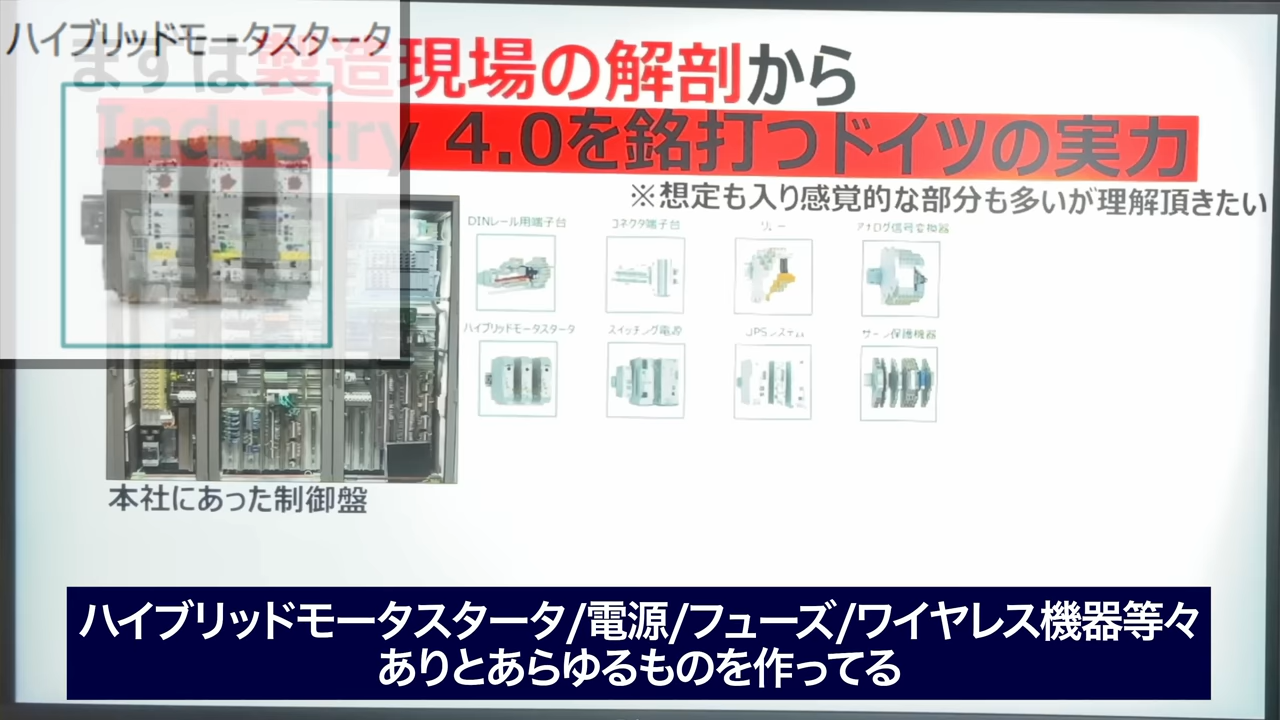 ハイブリッドモータスタータ
まずは製造現場の解剖から
Industry 4.0を銘打つドイツの実力
※想定も入り感覚的な部分も多いが理解頂きたい
DINレール用端子台
コネクタ端子台
リレー
アナログ信号変換器
ハイブリッドモータスタータ
スイッチング電源
UPSシステム
サージ保護機器
本社にあった制御盤
ハイブリッドモータスタータ/電源/フューズ/ワイヤレス機器等々
ありとあらゆるものを作ってる